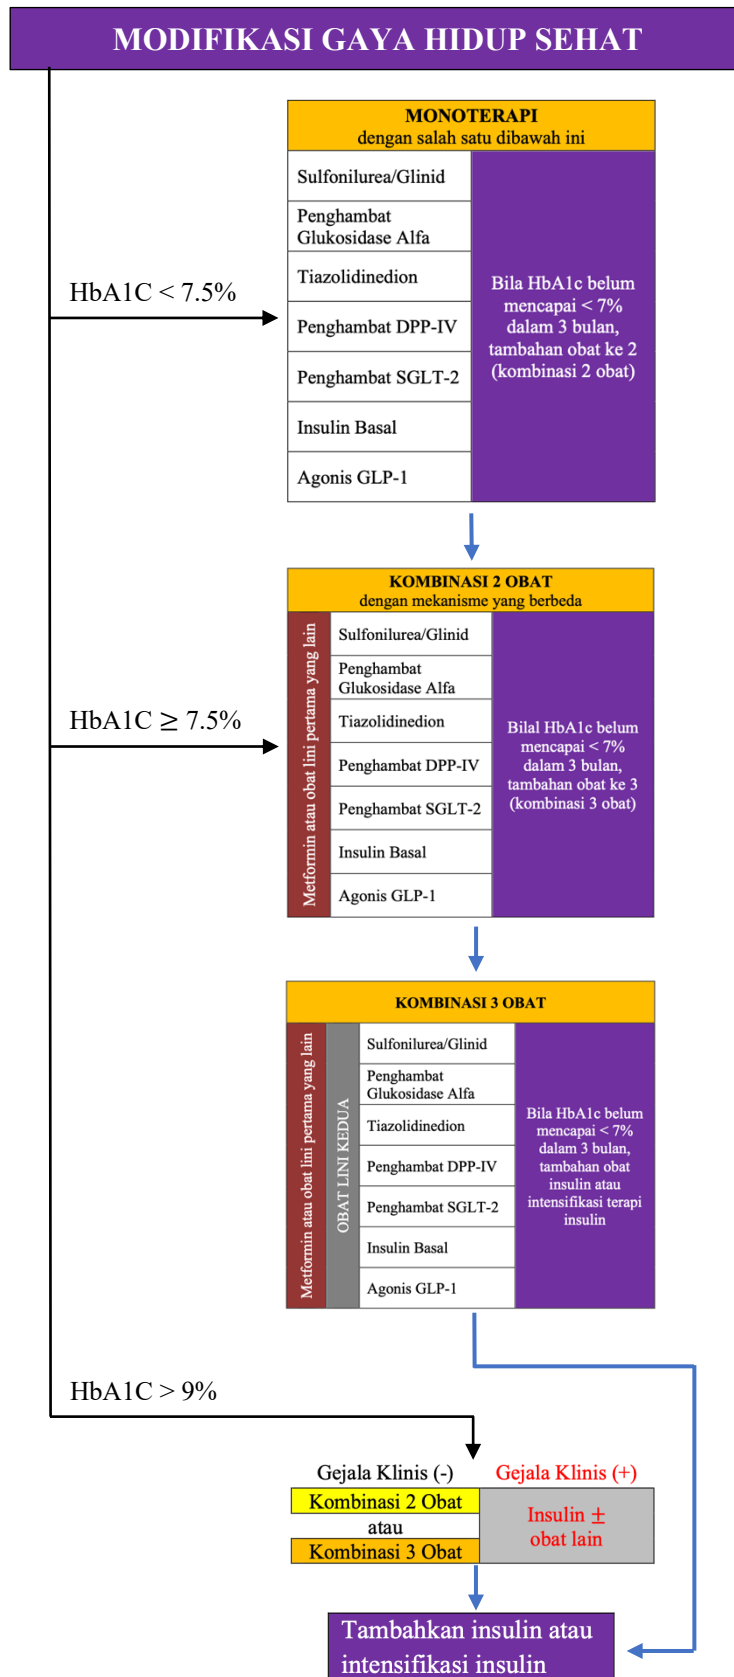 MODIFIKASI GAYA HIDUP SEHAT
HbA1C < 7.5%
MONOTERAPI
dengan salah satu dibawah ini
Sulfonilurea/Glinid
Penghambat
Glukosidase Alfa
Tiazolidinedion
Penghambat DPP-IV
Penghambat SGLT-2
Insulin Basal
Agonis GLP-1
Bila HbA1c belum
mencapai < 7%
dalam 3 bulan,
tambahan obat ke 2
(kombinasi 2 obat)
HbA1C ≥ 7.5%
KOMBINASI 2 OBAT
dengan mekanisme yang berbeda
Metformin atau obat lini pertama yang lain
Sulfonilurea/Glinid
Penghambat
Glukosidase Alfa
Tiazolidinedion
Penghambat DPP-IV
Penghambat SGLT-2
Insulin Basal
Agonis GLP-1
Bilal HbA1c belum
mencapai < 7%
dalam 3 bulan,
tambahan obat ke 3
(kombinasi 3 obat)
KOMBINASI 3 OBAT
Metformin atau obat lini pertama yang lain
OBAT LINI KEDUA
Sulfonilurea/Glinid
Penghambat
Glukosidase Alfa
Tiazolidinedion
Penghambat DPP-IV
Penghambat SGLT-2
Insulin Basal
Agonis GLP-1
Bila HbA1c belum
mencapai < 7%
dalam 3 bulan,
tambahan obat
insulin atau
intensifikasi terapi
insulin
HbA1C > 9%
Gejala Klinis (-)
Kombinasi 2 Obat
atau
Kombinasi 3 Obat
Gejala Klinis (+)
Insulin ±
obat lain
Tambahkan insulin atau
intensifikasi insulin